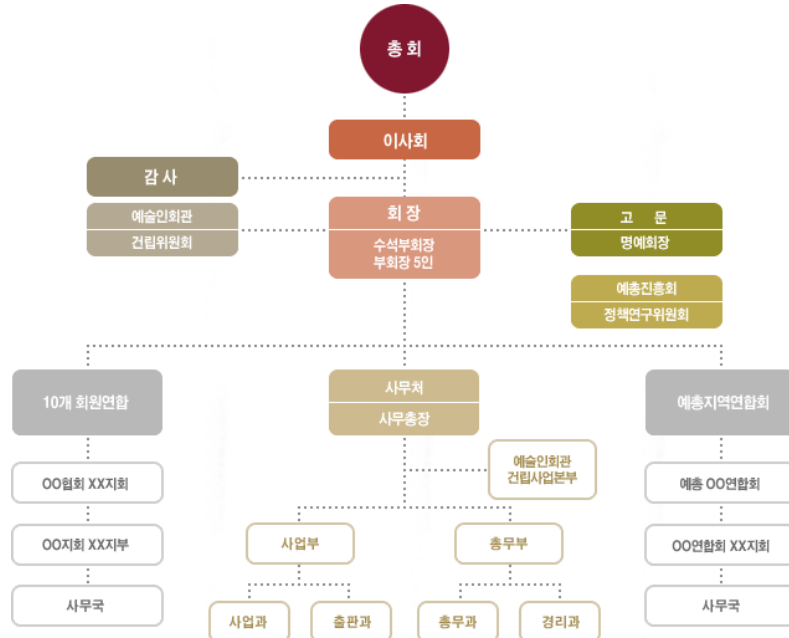 총 회
이사회
감 사
예술인회관
건립위원회
회 장
수석부회장
부회장 5인
고 문
명예회장
예총진흥회
정책연구위원회
10개 회원연합
사무처
사무총장
예총지역연합회
예술인회관
건립사업본부
OO협회 XX지회
예총 OO연합회
OO지회 XX지부
사업부
총무부
OO연합회 XX지회
사무국
사업과
출판과
총무과
경리과
사무국